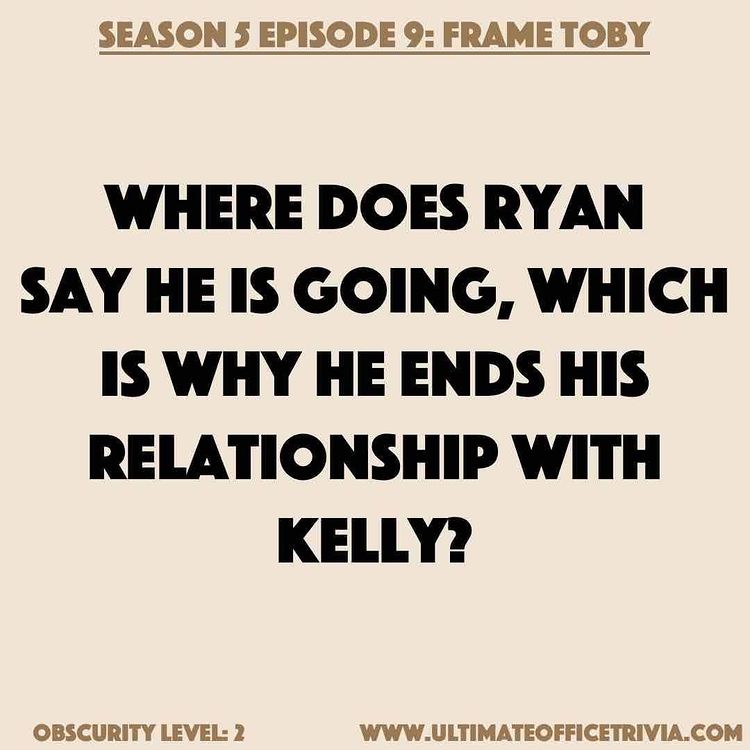 SEASON 5 EPISODE 9: FRAME TOBY
WHERE DOES RYAN
SAY HE IS GOING, WHICH
IS WHY HE ENDS HIS
RELATIONSHIP WITH
KELLY?
OBSCURITY LEVEL: 2
WWW.ULTIMATEOFFICETRIVIA.COM